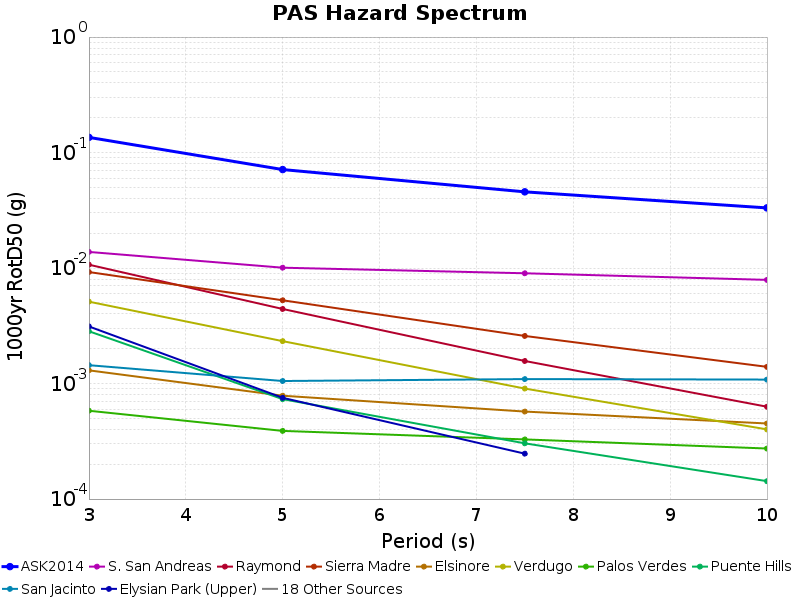 PAS Hazard Spectrum
10^0
10^-1
10^-2
10^-3
10^-4
1000yr RotD50 (g)
3 4 5 6 7 8 9 10
Period (s)
ASK2014 S. San Andreas Raymond Sierra Madre Elsinore Verdugo Palos Verdes Puente Hills
San Jacinto Elysian Park (Upper) 18 Other Sources